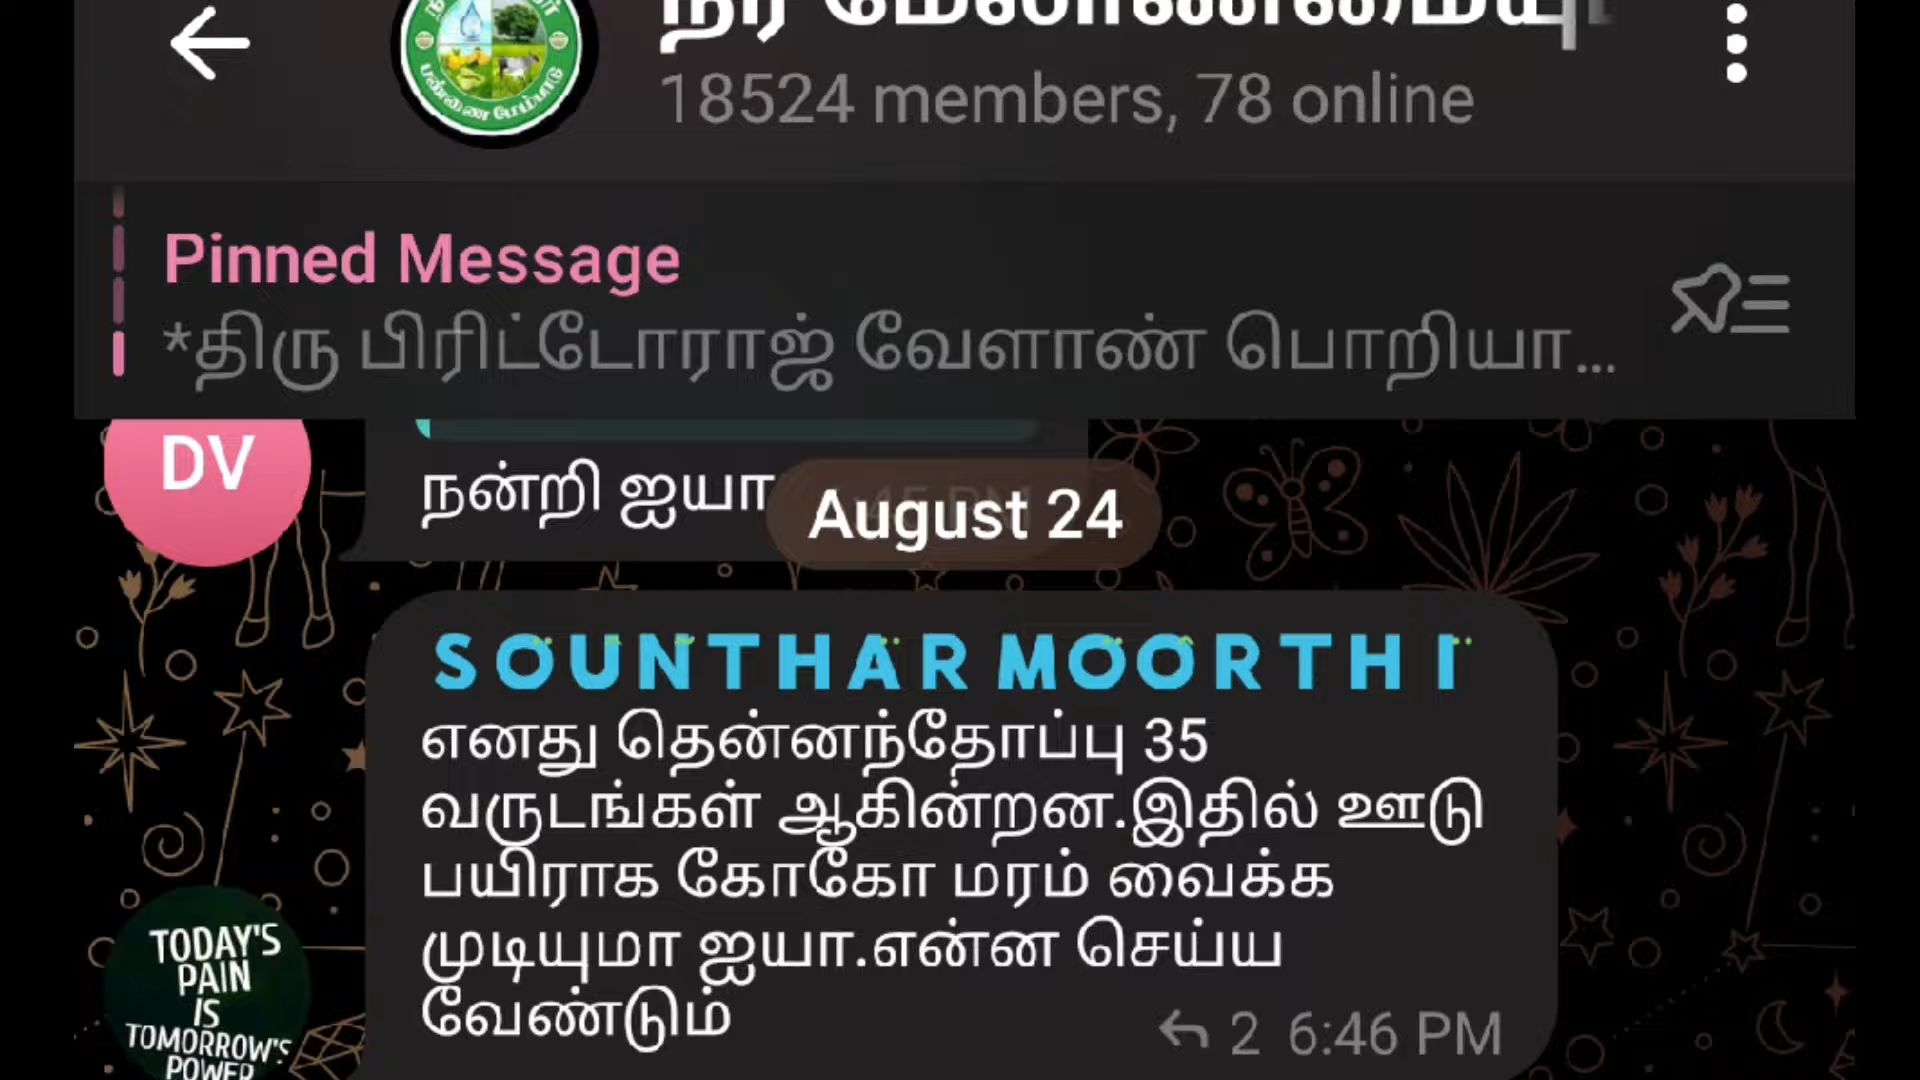 நீர் மேலாண்மையு
18524 members, 78 online
Pinned Message
*திரு பிரிட்டோராஜ் வேளாண் பொறியா...
DV
நன்றி ஐயா
August 24
SOUNTHAR MOORTHI
எனது தென்னந்தோப்பு 35
வருடங்கள் ஆகின்றன.இதில் ஊடு
பயிராக கோகோ மரம் வைக்க
முடியுமா ஐயா.என்ன செய்ய
வேண்டும்
2 6:46 PM
TODAY'S
PAIN
IS
TOMORROW'S
POWER